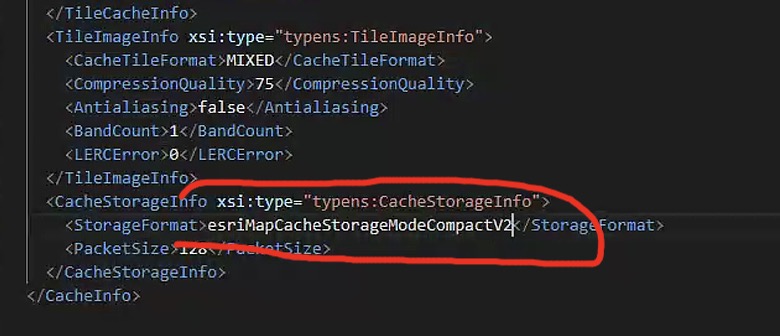 </TileCacheInfo>
<TileImageInfo xsi:type="typens:TileImageInfo">
<CacheTileFormat>MIXED</CacheTileFormat>
<CompressionQuality>75</CompressionQuality>
<Antialiasing>false</Antialiasing>
<BandCount>1</BandCount>
<LERCError>0</LERCError>
</TileImageInfo>
<CacheStorageInfo xsi:type="typens:CacheStorageInfo">
<StorageFormat>esriMapCacheStorageModeCompactV2</StorageFormat>
<PacketSize>128</PacketSize>
</CacheStorageInfo>
</CacheInfo>